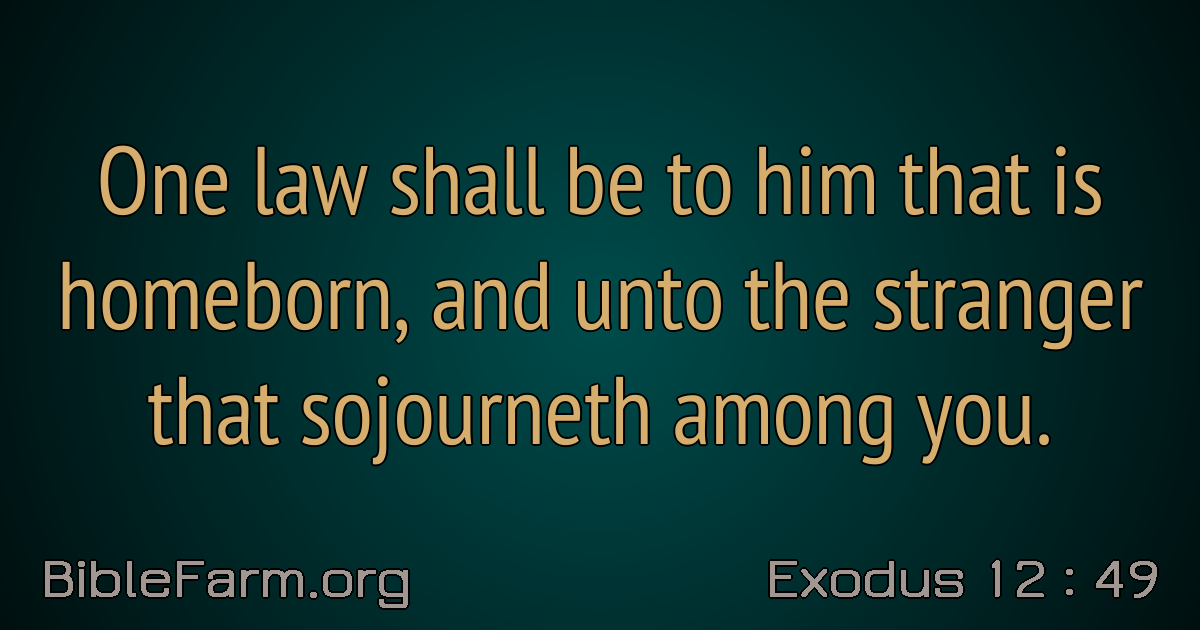 One law shall be to him that is
homeborn, and unto the stranger
that sojourneth among you.
BibleFarm.org
Exodus 12 : 49